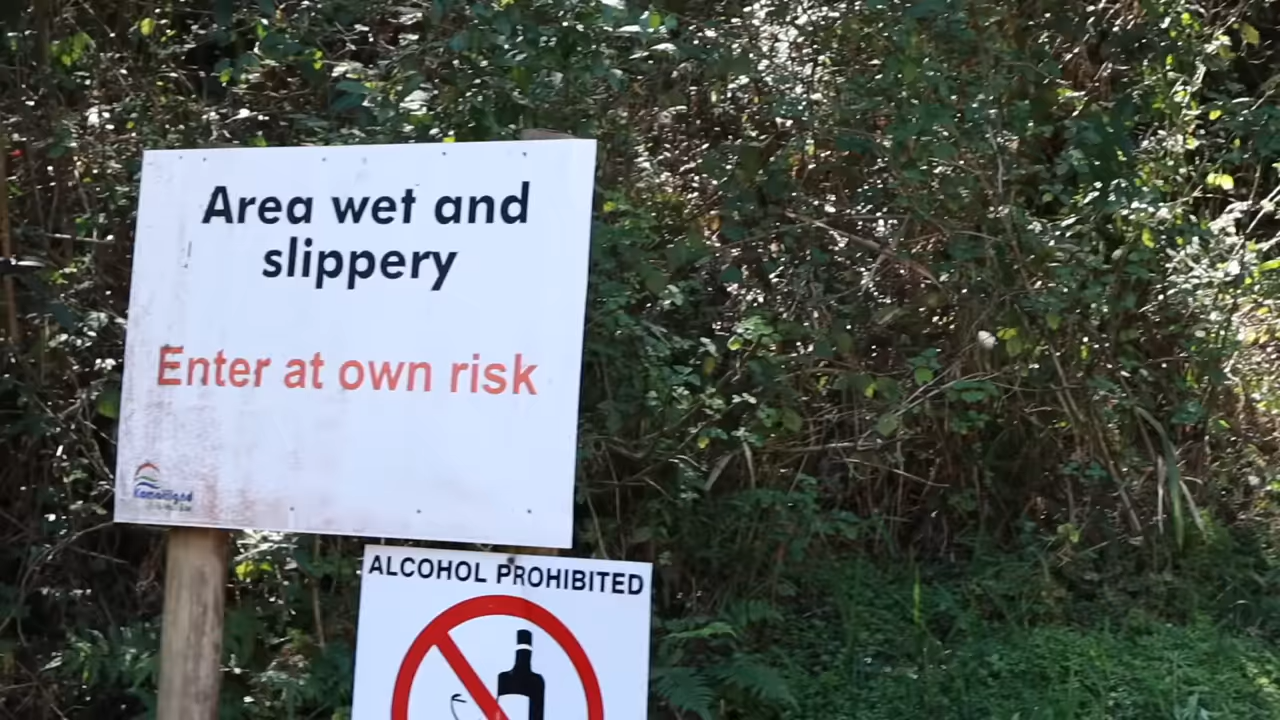 Area wet and
slippery
Enter at own risk
ALCOHOL PROHIBITED